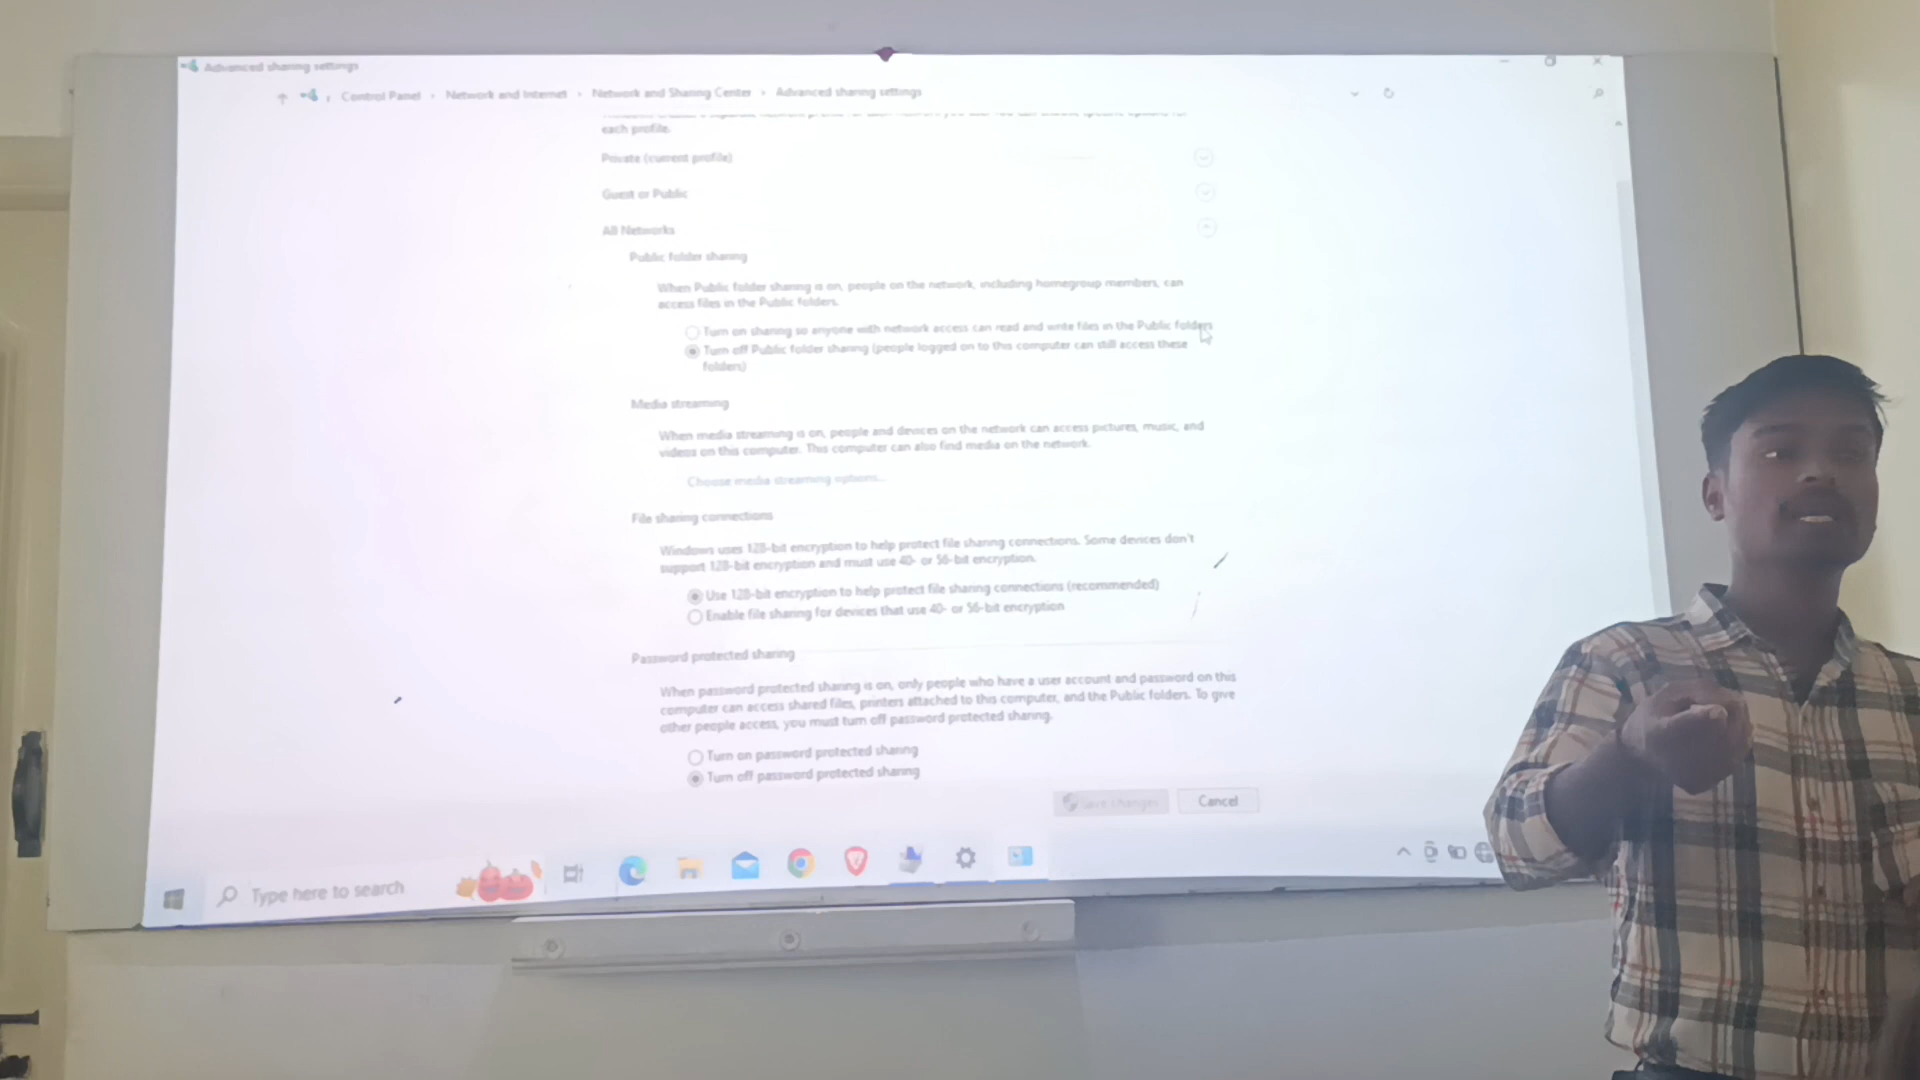 Advanced sharing settings
Control Panel › Network and Internet › Network and Sharing Center › Advanced sharing settings
each profile.
Private (current profile)
Guest or Public
All Networks
Public folder sharing
When Public folder sharing is on, people on the network, including homegroup members, can
access files in the Public folders.
Turn on sharing so anyone with network access can read and write files in the Public folders
Turn off Public folder sharing (people logged on to this computer can still access these
folders)
Media streaming
When media streaming is on, people and devices on the network can access pictures, music, and
videos on this computer. This computer can also find media on the network.
Choose media streaming options...
File sharing connections
Windows uses 128-bit encryption to help protect file sharing connections. Some devices don't
support 128-bit encryption and must use 40- or 56-bit encryption.
Use 128-bit encryption to help protect file sharing connections (recommended)
Enable file sharing for devices that use 40- or 56-bit encryption
Password protected sharing
When password protected sharing is on, only people who have a user account and password on this
computer can access shared files, printers attached to this computer, and the Public folders. To give
other people access, you must turn off password protected sharing.
Turn on password protected sharing
Turn off password protected sharing
Save changes Cancel
Type here to search